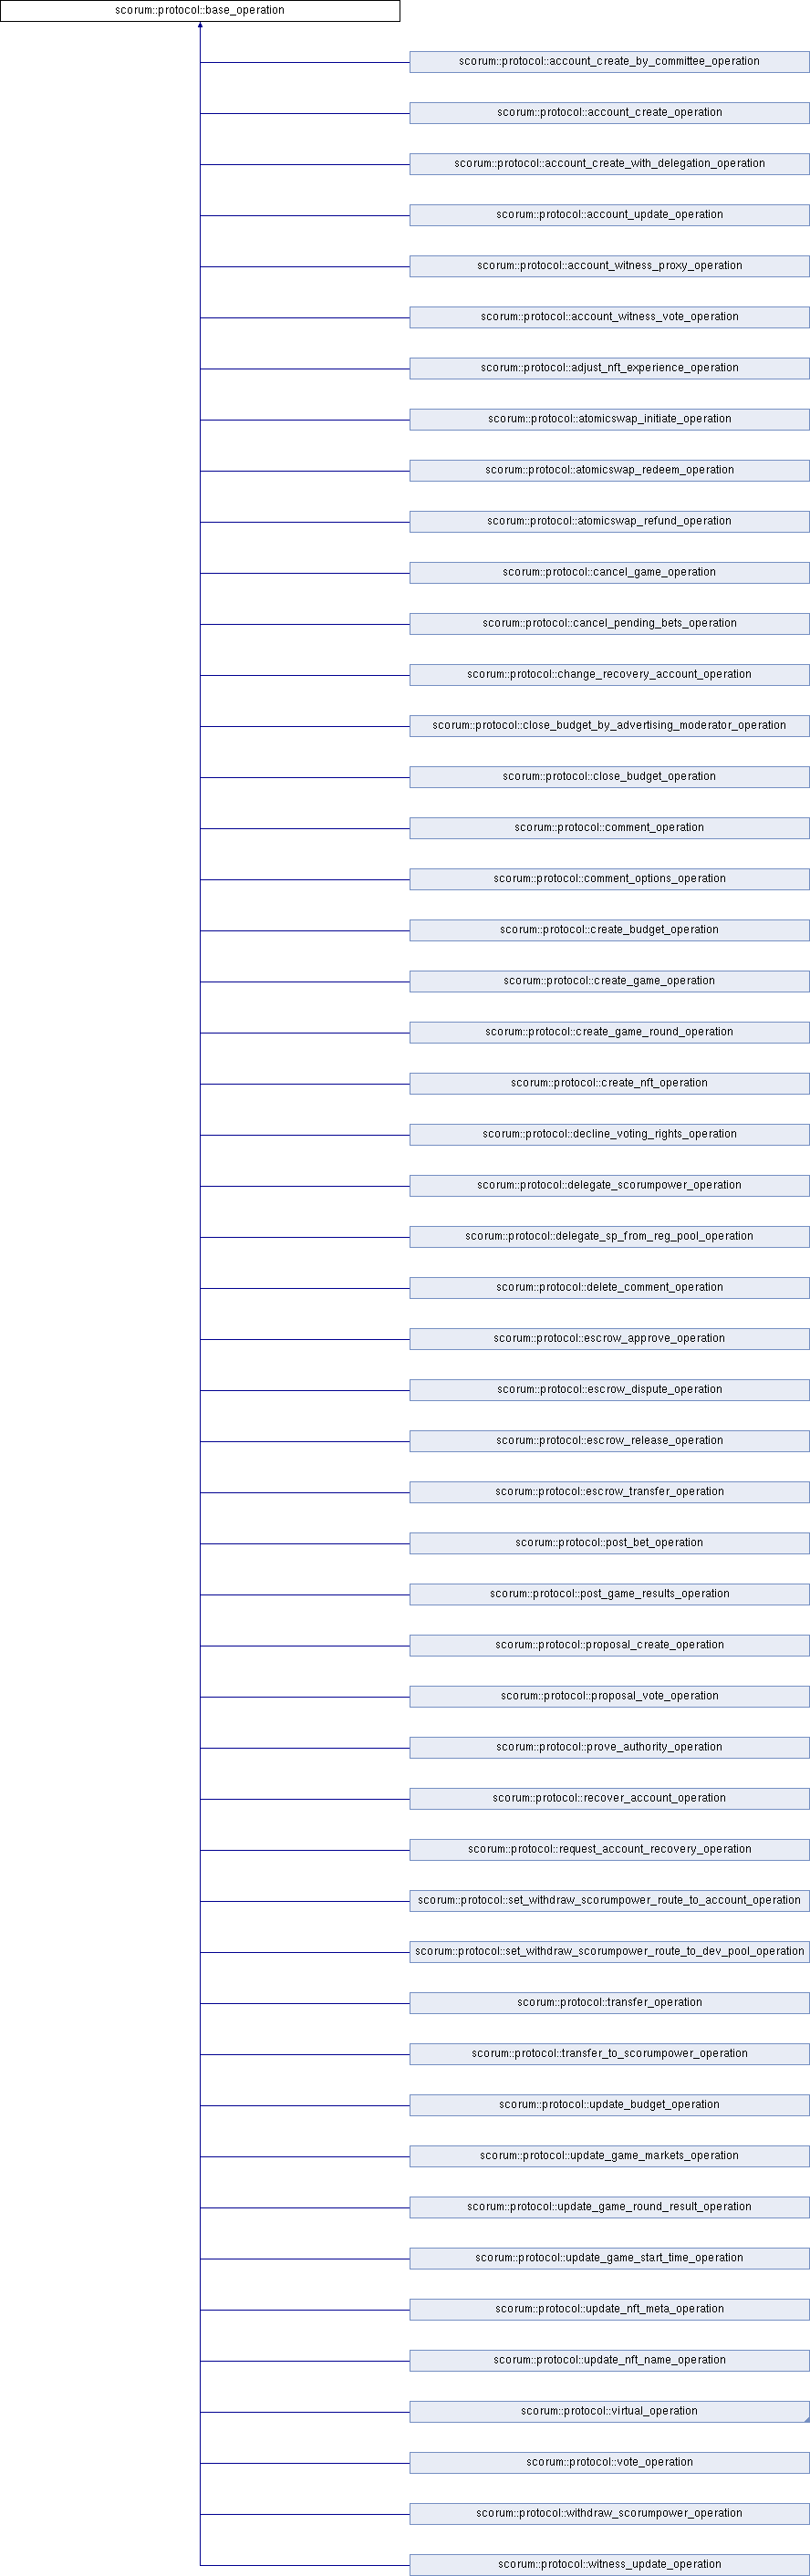 scorum::protocol::base_operation
scorum::protocol::account_create_by_committee_operation
scorum::protocol::account_create_operation
scorum::protocol::account_create_with_delegation_operation
scorum::protocol::account_update_operation
scorum::protocol::account_witness_proxy_operation
scorum::protocol::account_witness_vote_operation
scorum::protocol::adjust_nft_experience_operation
scorum::protocol::atomicswap_initiate_operation
scorum::protocol::atomicswap_redeem_operation
scorum::protocol::atomicswap_refund_operation
scorum::protocol::cancel_game_operation
scorum::protocol::cancel_pending_bets_operation
scorum::protocol::change_recovery_account_operation
scorum::protocol::close_budget_by_advertising_moderator_operation
scorum::protocol::close_budget_operation
scorum::protocol::comment_operation
scorum::protocol::comment_options_operation
scorum::protocol::create_budget_operation
scorum::protocol::create_game_operation
scorum::protocol::create_game_round_operation
scorum::protocol::create_nft_operation
scorum::protocol::decline_voting_rights_operation
scorum::protocol::delegate_scorumpower_operation
scorum::protocol::delegate_sp_from_reg_pool_operation
scorum::protocol::delete_comment_operation
scorum::protocol::escrow_approve_operation
scorum::protocol::escrow_dispute_operation
scorum::protocol::escrow_release_operation
scorum::protocol::escrow_transfer_operation
scorum::protocol::post_bet_operation
scorum::protocol::post_game_results_operation
scorum::protocol::proposal_create_operation
scorum::protocol::proposal_vote_operation
scorum::protocol::prove_authority_operation
scorum::protocol::recover_account_operation
scorum::protocol::request_account_recovery_operation
scorum::protocol::set_withdraw_scorumpower_route_to_account_operation
scorum::protocol::set_withdraw_scorumpower_route_to_dev_pool_operation
scorum::protocol::transfer_operation
scorum::protocol::transfer_to_scorumpower_operation
scorum::protocol::update_budget_operation
scorum::protocol::update_game_markets_operation
scorum::protocol::update_game_round_result_operation
scorum::protocol::update_game_start_time_operation
scorum::protocol::update_nft_meta_operation
scorum::protocol::update_nft_name_operation
scorum::protocol::virtual_operation
scorum::protocol::vote_operation
scorum::protocol::withdraw_scorumpower_operation
scorum::protocol::witness_update_operation